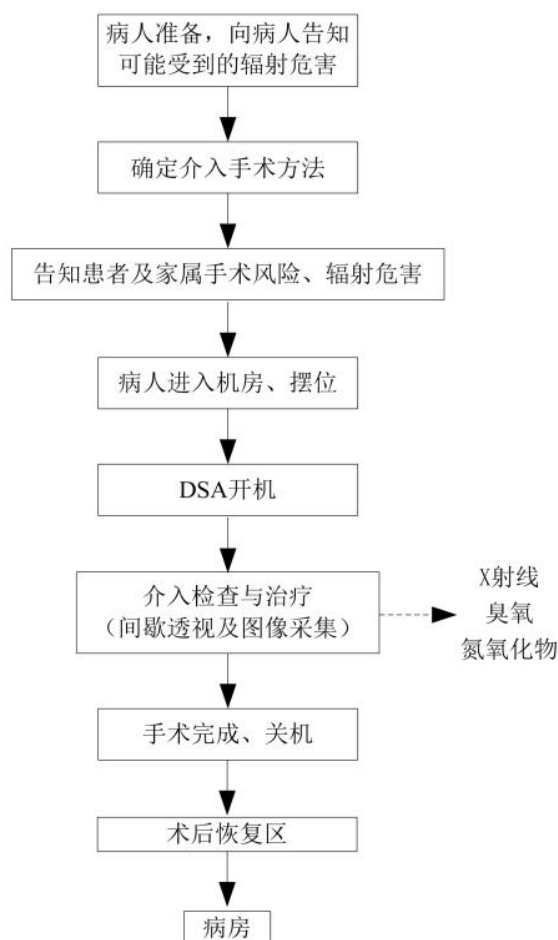 病人准备，向病人告知
可能受到的辐射危害
确定介入手术方法
告知患者及家属手术风险、辐射危害
病人进入机房、摆位
DSA开机
介入检查与治疗
（间歇透视及图像采集）
X射线
臭氧
氮氧化物
手术完成、关机
术后恢复区
病房